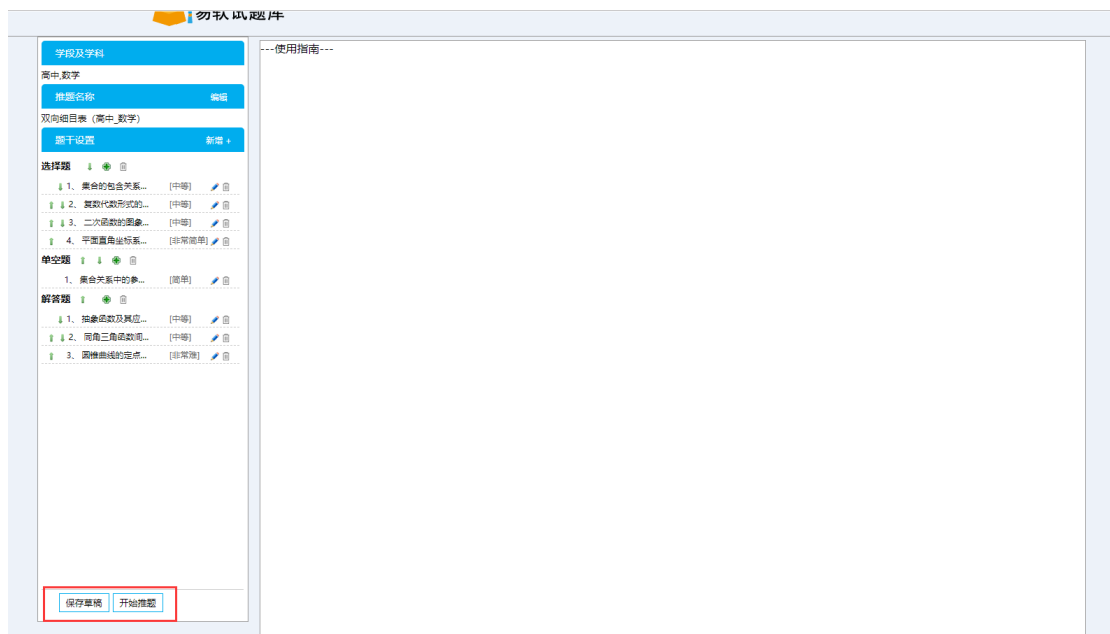 易软试题库
学段及学科
---使用指南---
高中,数学
推题名称 编辑
双向细目表（高中_数学）
题干设置 新增 +
选择题
1、 集合的包含关系... [中等]
2、 复数代数形式的... [中等]
3、 二次函数的图象... [中等]
4、 平面直角坐标系... [非常简单]
单空题
1、 集合关系中的参... [简单]
解答题
1、 抽象函数及其应... [中等]
2、 同角三角函数间... [中等]
3、 圆锥曲线的定点... [非常难]
保存草稿 开始推题